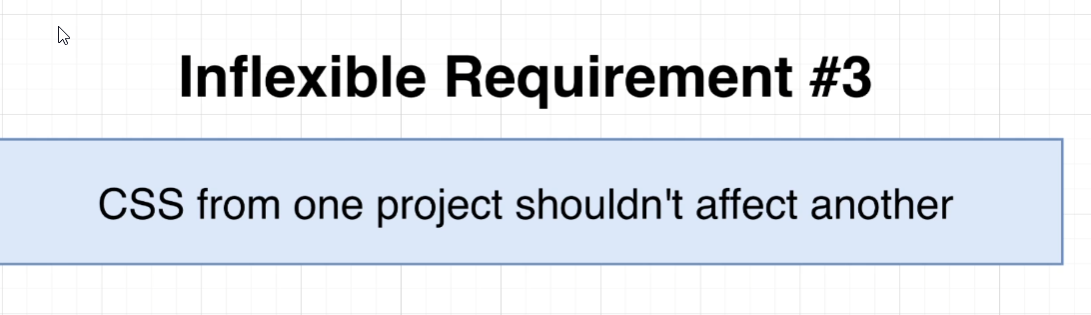 Inflexible Requirement #3
CSS from one project shouldn't affect another